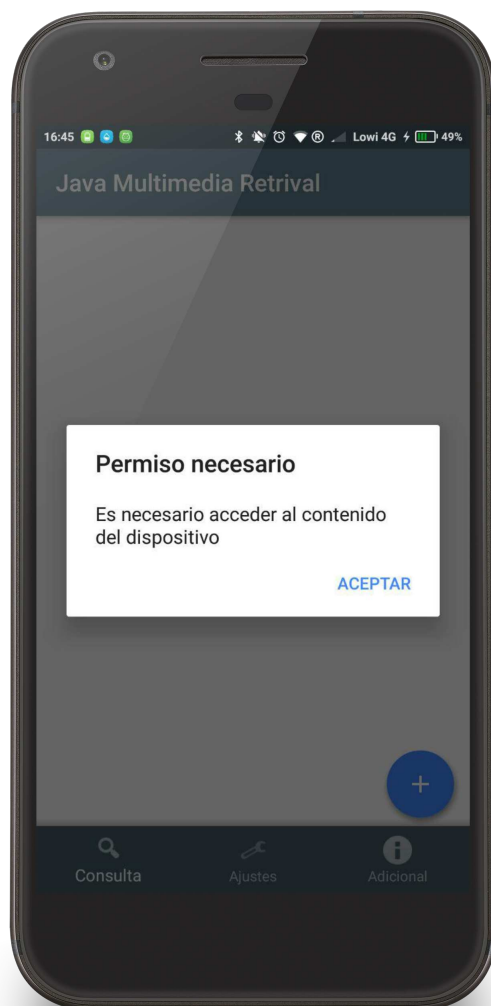 16:45 ® Lowi 4G 49%
Java Multimedia Retrival
Permiso necesario
Es necesario acceder al contenido
del dispositivo
ACEPTAR
+
Consulta Ajustes Adicional